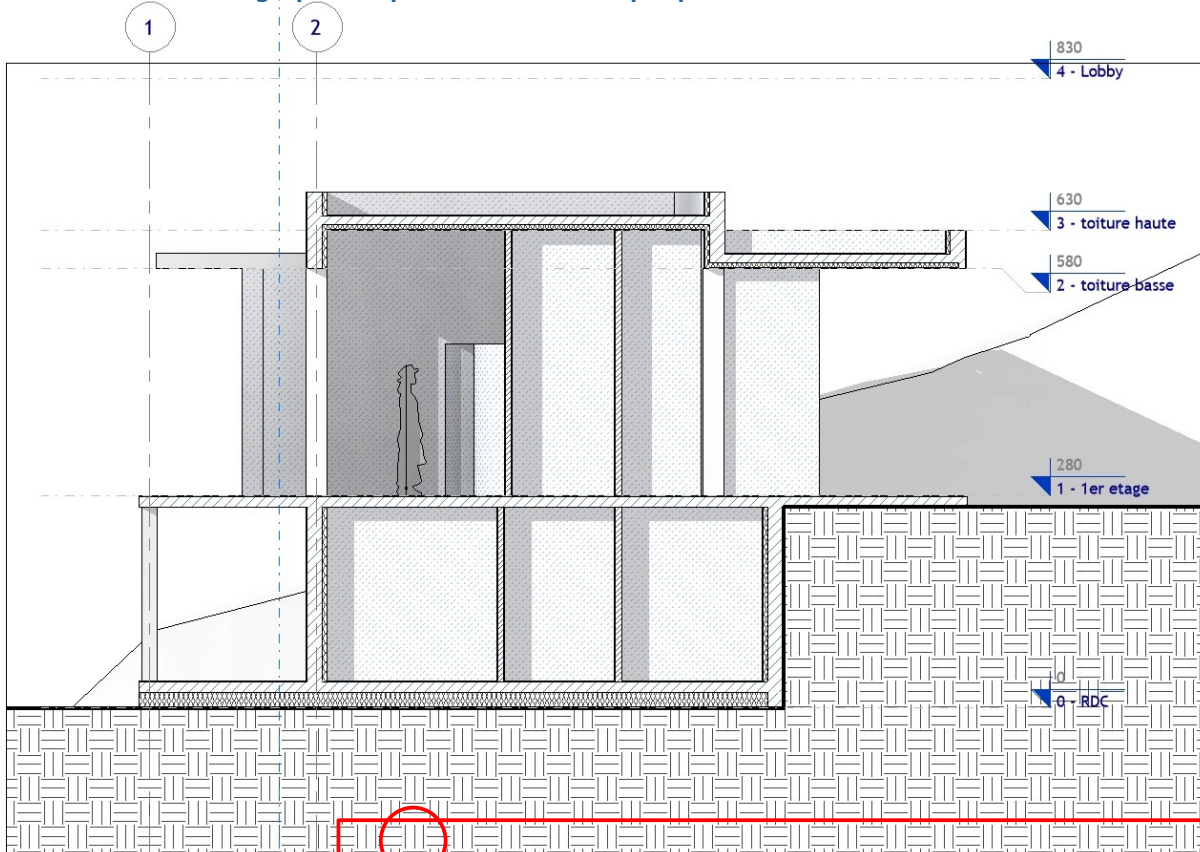 1
2
830
4 - Lobby
630
3 - toiture haute
580
2 - toiture basse
280
1 - 1er etage
0
0 - RDC